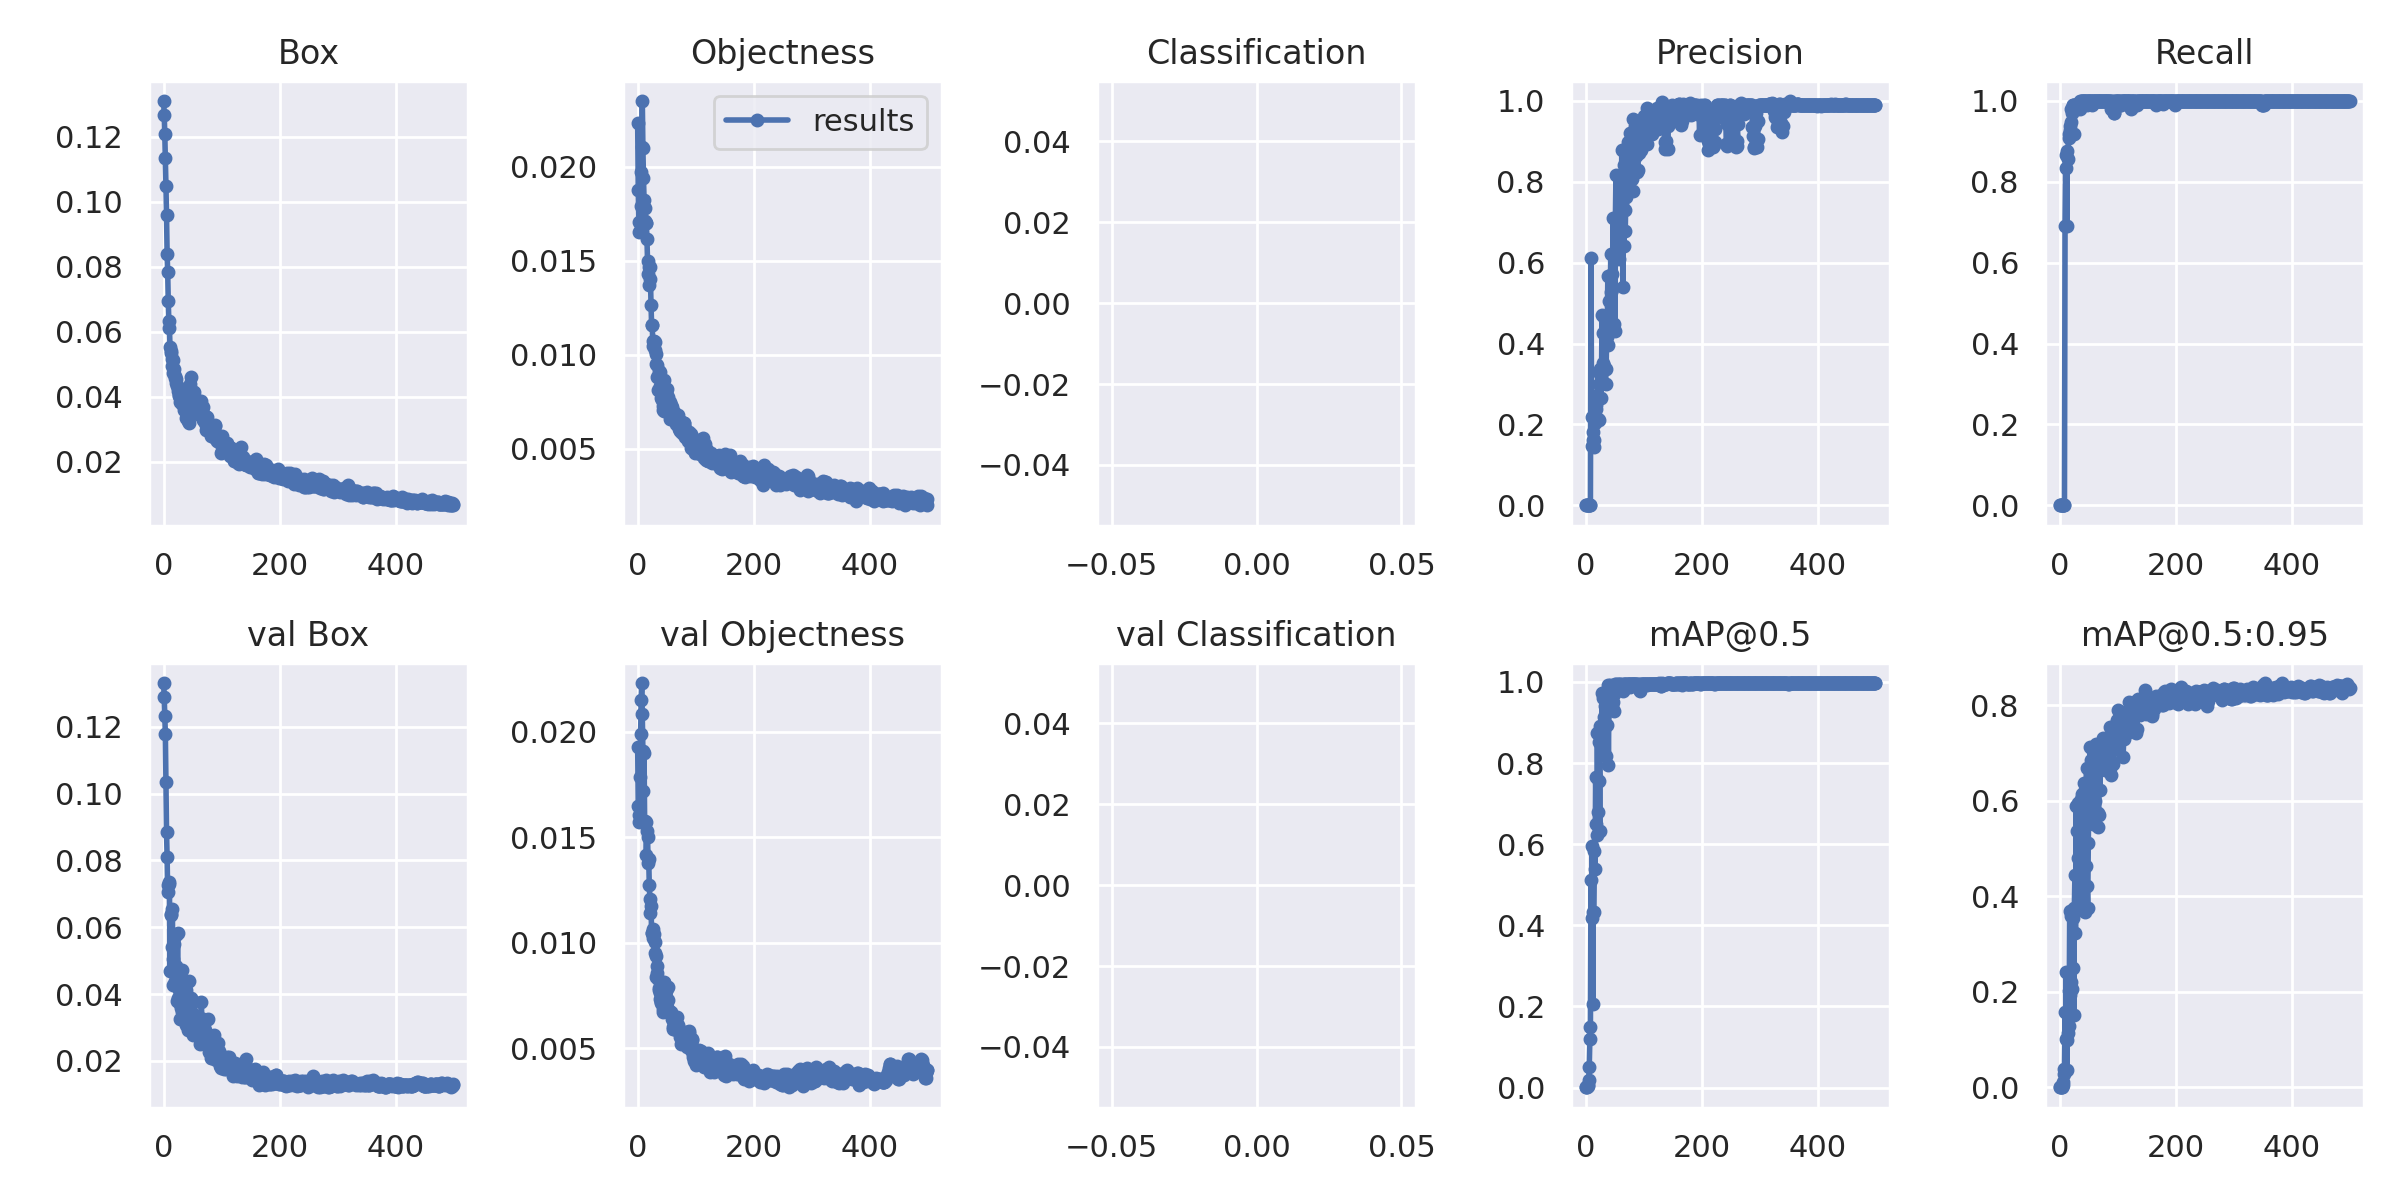 Box
0.12
0.10
0.08
0.06
0.04
0.02
0 200 400
Objectness
results
0.020
0.015
0.010
0.005
0 200 400
Classification
0.04
0.02
0.00
−0.02
−0.04
−0.05 0.00 0.05
Precision
1.0
0.8
0.6
0.4
0.2
0.0
0 200 400
Recall
1.0
0.8
0.6
0.4
0.2
0.0
0 200 400
val Box
0.12
0.10
0.08
0.06
0.04
0.02
0 200 400
val Objectness
0.020
0.015
0.010
0.005
0 200 400
val Classification
0.04
0.02
0.00
−0.02
−0.04
−0.05 0.00 0.05
mAP@0.5
1.0
0.8
0.6
0.4
0.2
0.0
0 200 400
mAP@0.5:0.95
0.8
0.6
0.4
0.2
0.0
0 200 400